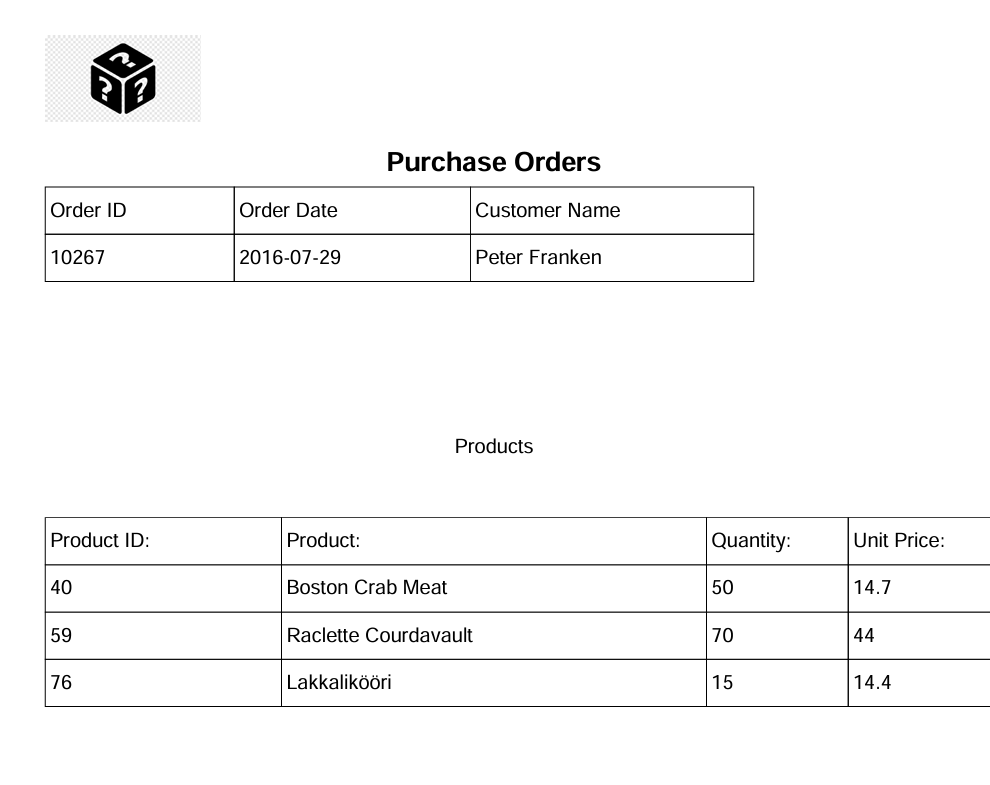 ? ? ?
Purchase Orders
Order ID Order Date Customer Name
10267 2016-07-29 Peter Franken
Products
Product ID: Product: Quantity: Unit Price:
40 Boston Crab Meat 50 14.7
59 Raclette Courdavault 70 44
76 Lakkalikööri 15 14.4